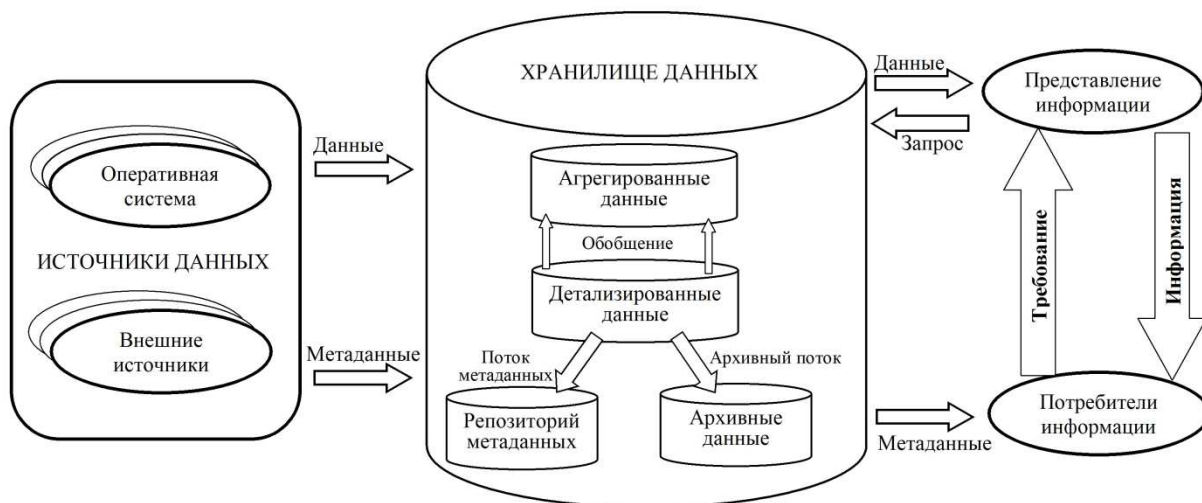 ХРАНИЛИЩЕ ДАННЫХ
Оперативная
система
ИСТОЧНИКИ ДАННЫХ
Внешние
источники
Данные
Метаданные
Агрегированные
данные
Обобщение
Детализированные
данные
Поток
метаданных
Архивный поток
Репозиторий
метаданных
Архивные
данные
Данные
Запрос
Метаданные
Представление
информации
Требование
Информация
Потребители
информации